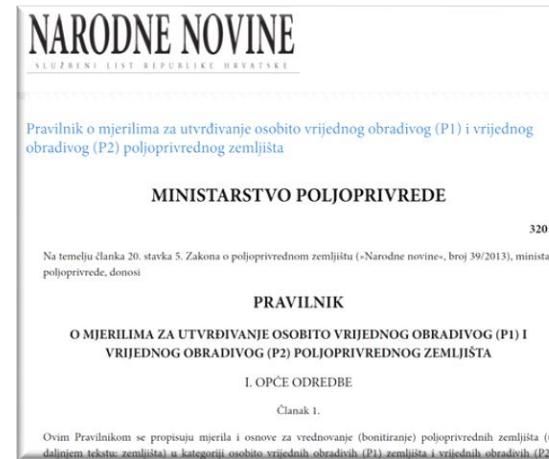 NARODNE NOVINE
SLUŽBENI LIST REPUBLIKE HRVATSKE
Pravilnik o mjerilima za utvrđivanje osobito vrijednog obradivog (P1) i vrijednog
obradivog (P2) poljoprivrednog zemljišta
MINISTARSTVO POLJOPRIVREDE
320
Na temelju članka 20. stavka 5. Zakona o poljoprivrednom zemljištu (»Narodne novine«, broj 39/2013), minista
poljoprivrede, donosi
PRAVILNIK
O MJERILIMA ZA UTVRĐIVANJE OSOBITO VRIJEDNOG OBRADIVOG (P1) I
VRIJEDNOG OBRADIVOG (P2) POLJOPRIVREDNOG ZEMLJIŠTA
I. OPĆE ODREDBE
Članak 1.
Ovim Pravilnikom se propisuju mjerila i osnove za vrednovanje (bonitiranje) poljoprivrednih zemljišta (
daljnjem tekstu: zemljišta) u kategoriji osobito vrijednih obradivih (P1) zemljišta i vrijednih obradivih (P2